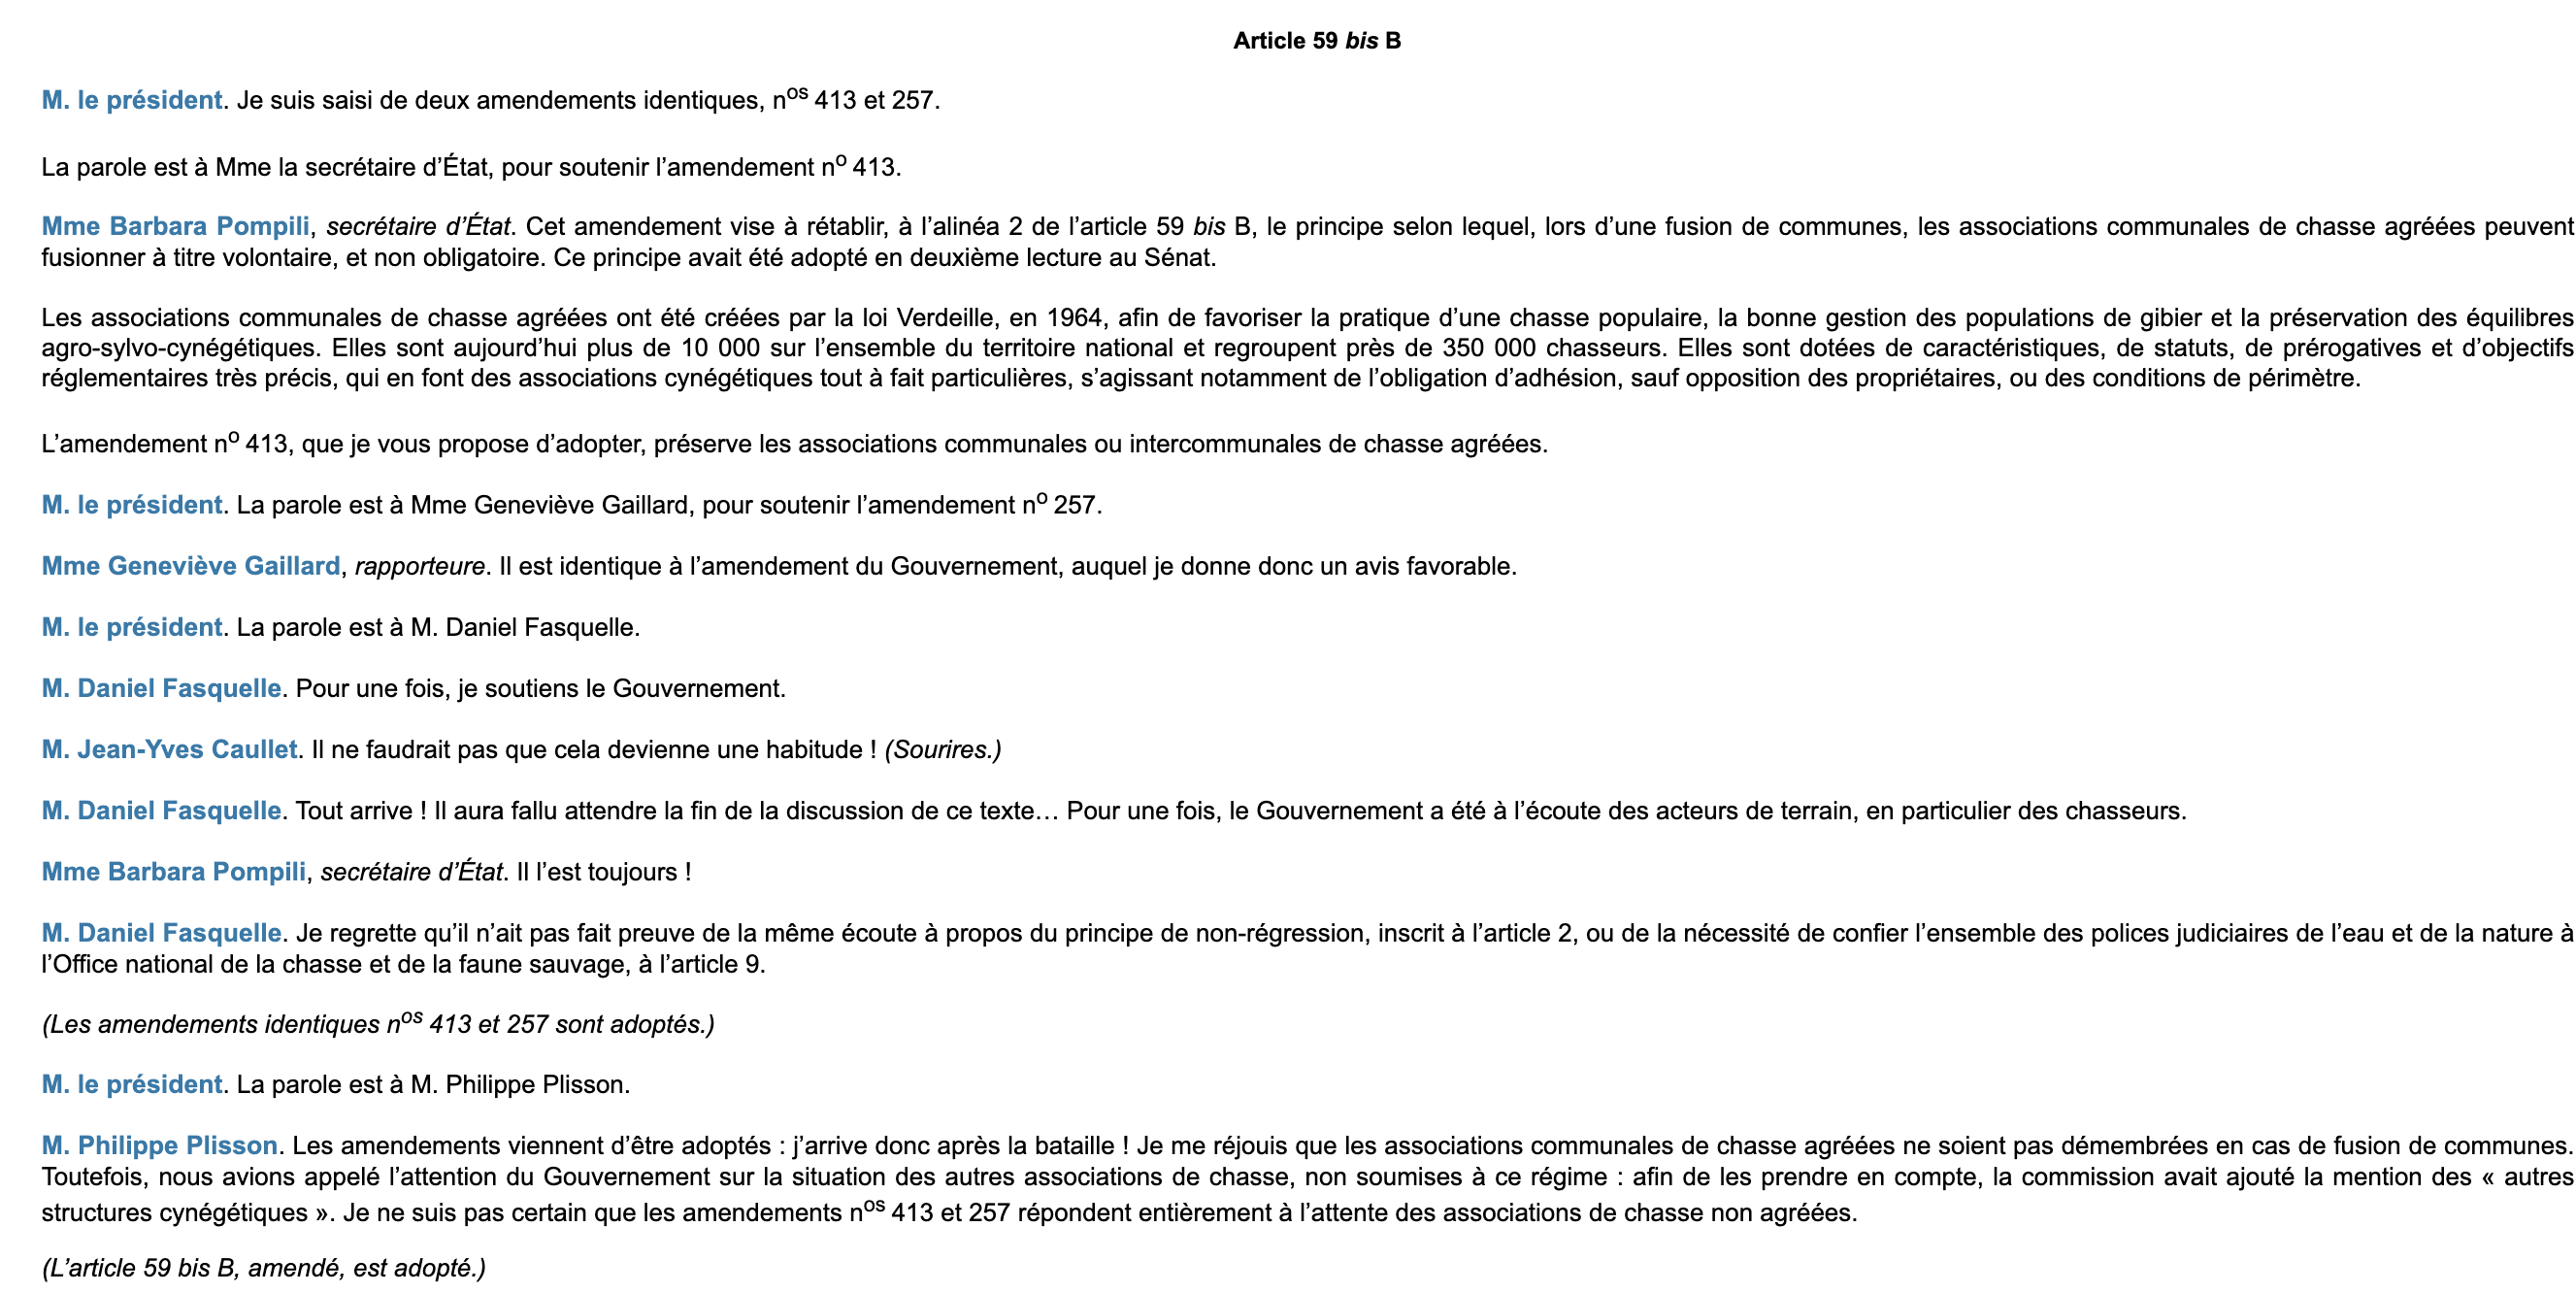 Article 59 bis B
M. le président. Je suis saisi de deux amendements identiques, nos 413 et 257.
La parole est à Mme la secrétaire d’État, pour soutenir l’amendement no 413.
Mme Barbara Pompili, secrétaire d’État. Cet amendement vise à rétablir, à l’alinéa 2 de l’article 59 bis B, le principe selon lequel, lors d’une fusion de communes, les associations communales de chasse agréées peuvent
fusionner à titre volontaire, et non obligatoire. Ce principe avait été adopté en deuxième lecture au Sénat.
Les associations communales de chasse agréées ont été créées par la loi Verdeille, en 1964, afin de favoriser la pratique d’une chasse populaire, la bonne gestion des populations de gibier et la préservation des équilibres
agro-sylvo-cynégétiques. Elles sont aujourd’hui plus de 10 000 sur l’ensemble du territoire national et regroupent près de 350 000 chasseurs. Elles sont dotées de caractéristiques, de statuts, de prérogatives et d’objectifs
réglementaires très précis, qui en font des associations cynégétiques tout à fait particulières, s’agissant notamment de l’obligation d’adhésion, sauf opposition des propriétaires, ou des conditions de périmètre.
L’amendement no 413, que je vous propose d’adopter, préserve les associations communales ou intercommunales de chasse agréées.
M. le président. La parole est à Mme Geneviève Gaillard, pour soutenir l’amendement no 257.
Mme Geneviève Gaillard, rapporteure. Il est identique à l’amendement du Gouvernement, auquel je donne donc un avis favorable.
M. le président. La parole est à M. Daniel Fasquelle.
M. Daniel Fasquelle. Pour une fois, je soutiens le Gouvernement.
M. Jean-Yves Caullet. Il ne faudrait pas que cela devienne une habitude ! (Sourires.)
M. Daniel Fasquelle. Tout arrive ! Il aura fallu attendre la fin de la discussion de ce texte… Pour une fois, le Gouvernement a été à l’écoute des acteurs de terrain, en particulier des chasseurs.
Mme Barbara Pompili, secrétaire d’État. Il l’est toujours !
M. Daniel Fasquelle. Je regrette qu’il n’ait pas fait preuve de la même écoute à propos du principe de non-régression, inscrit à l’article 2, ou de la nécessité de confier l’ensemble des polices judiciaires de l’eau et de la nature à
l’Office national de la chasse et de la faune sauvage, à l’article 9.
(Les amendements identiques nos 413 et 257 sont adoptés.)
M. le président. La parole est à M. Philippe Plisson.
M. Philippe Plisson. Les amendements viennent d’être adoptés : j’arrive donc après la bataille ! Je me réjouis que les associations communales de chasse agréées ne soient pas démembrées en cas de fusion de communes.
Toutefois, nous avions appelé l’attention du Gouvernement sur la situation des autres associations de chasse, non soumises à ce régime : afin de les prendre en compte, la commission avait ajouté la mention des « autres
structures cynégétiques ». Je ne suis pas certain que les amendements nos 413 et 257 répondent entièrement à l’attente des associations de chasse non agréées.
(L’article 59 bis B, amendé, est adopté.)